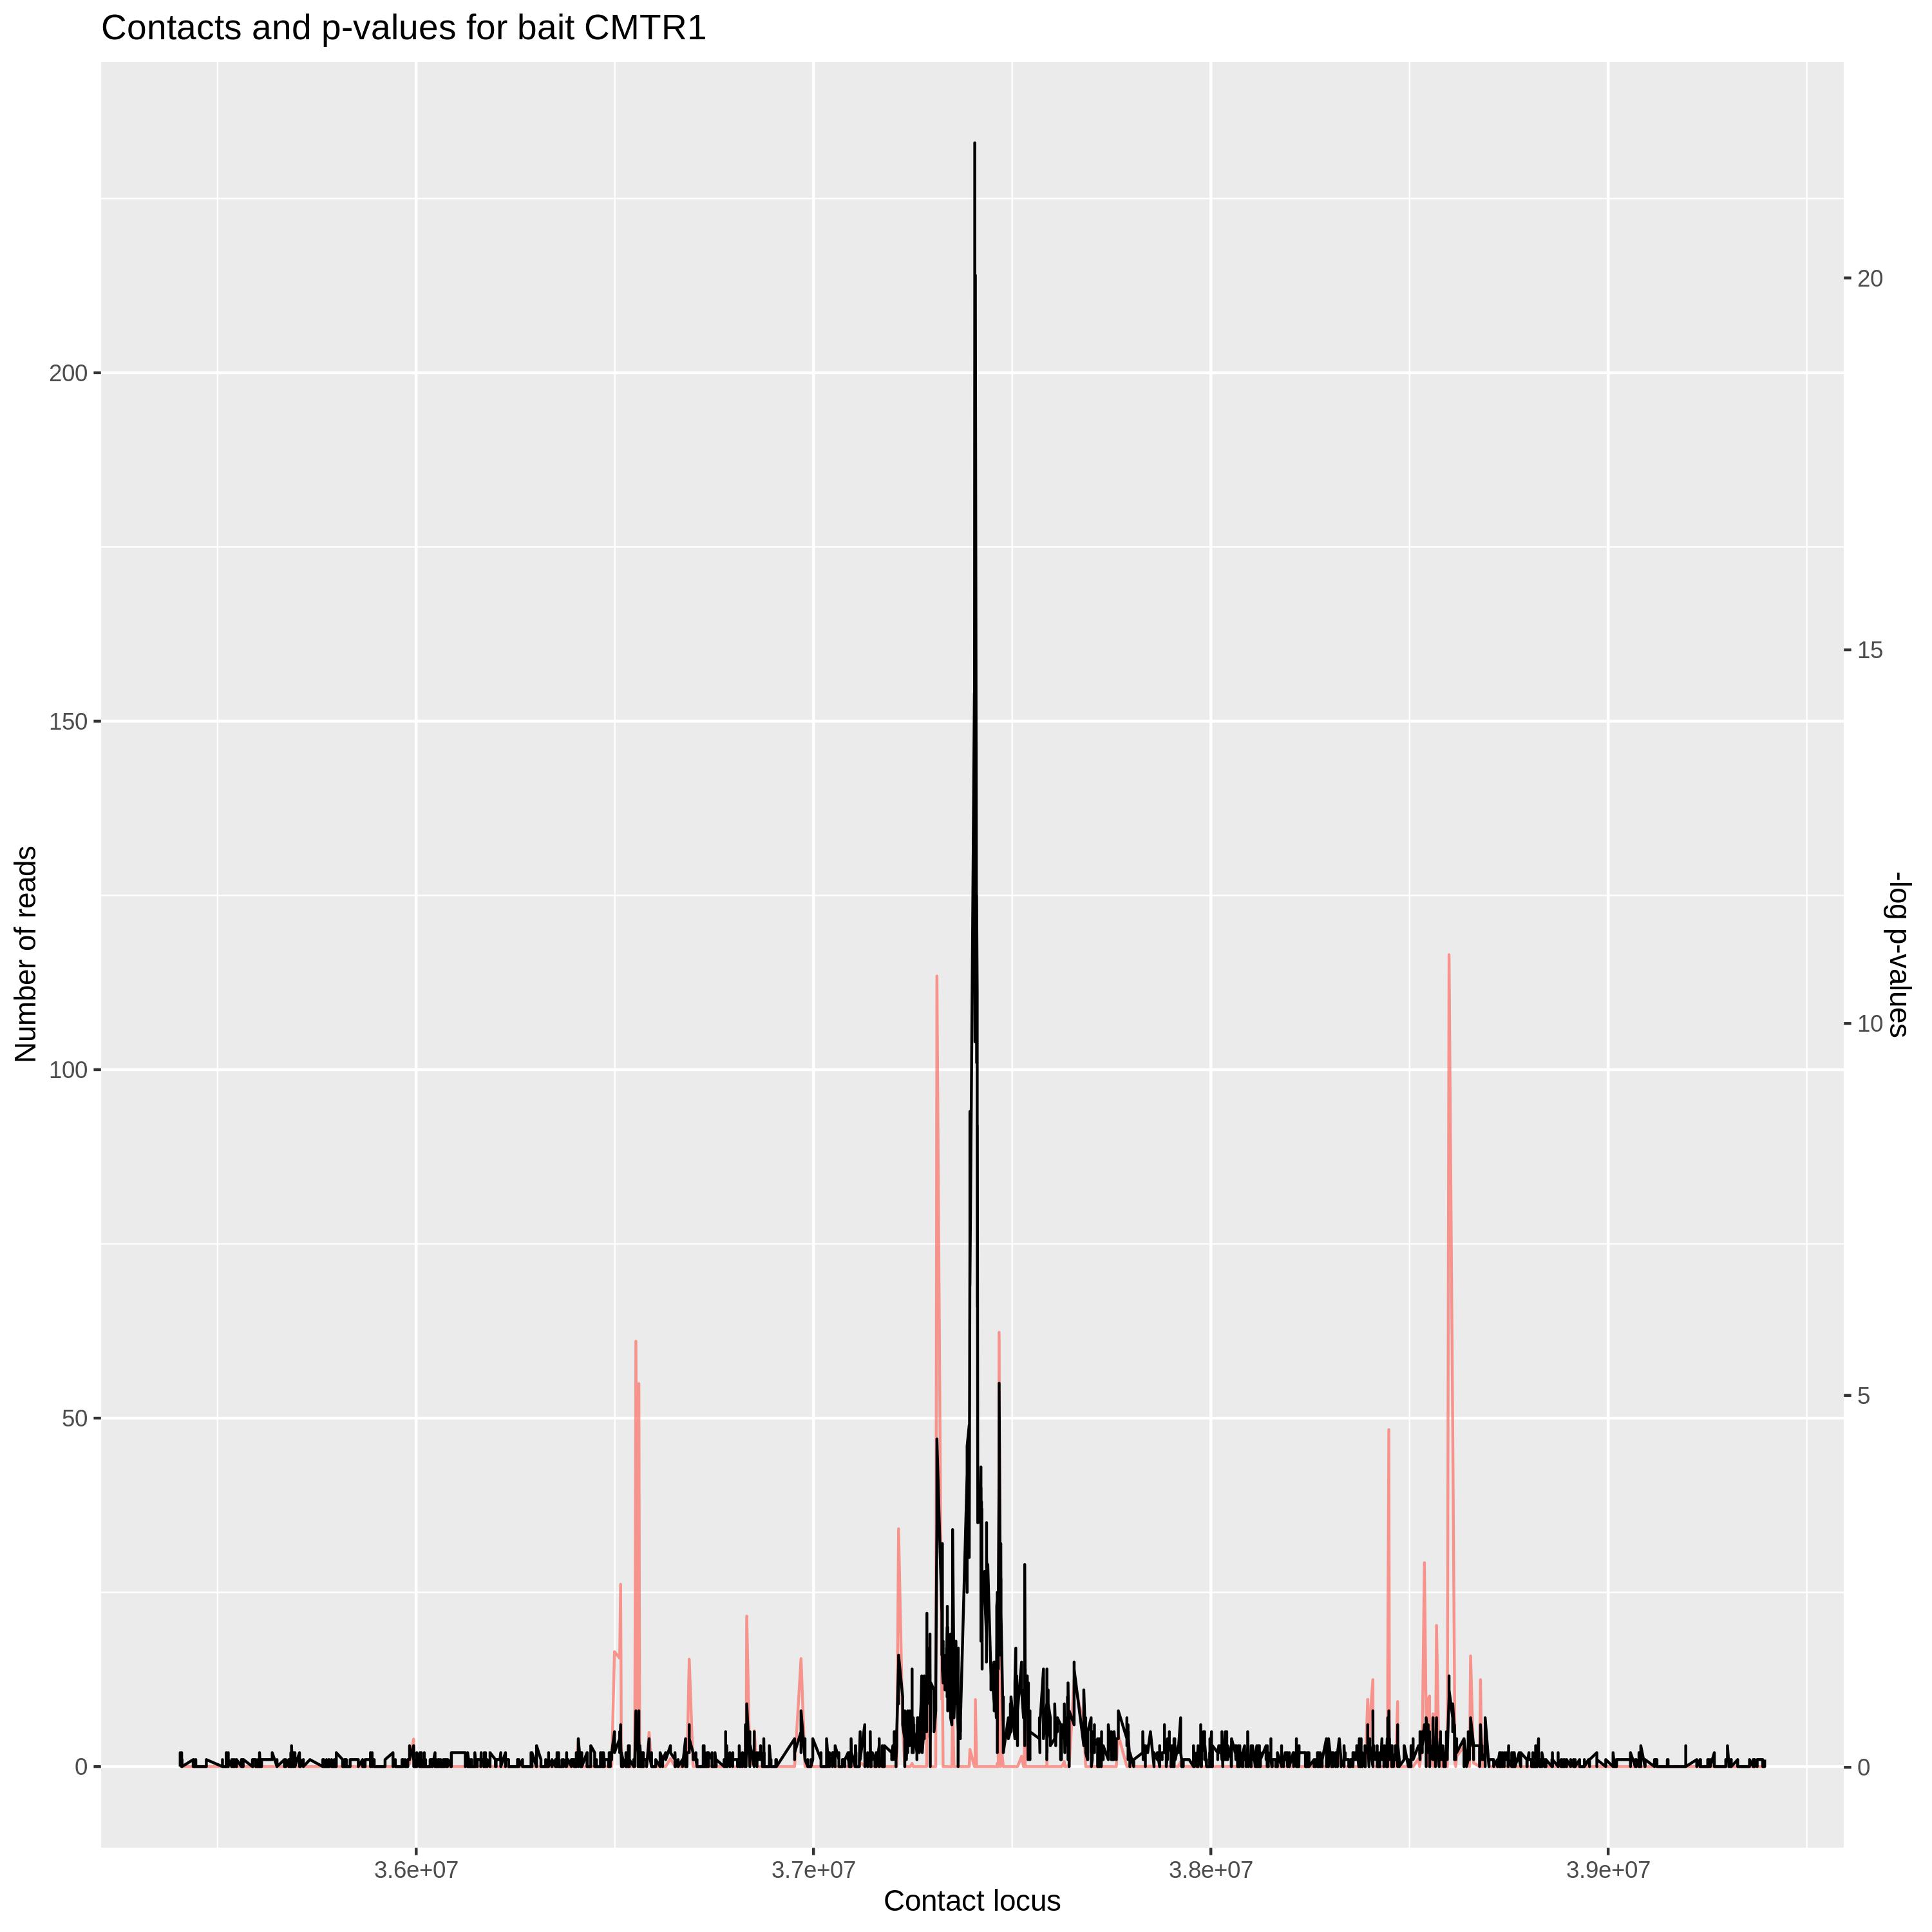 Contacts and p-values for bait CMTR1
Number of reads
200
150
100
50
0
20
15
10
5
0
-log p-values
3.6e+07
3.7e+07
3.8e+07
3.9e+07
Contact locus